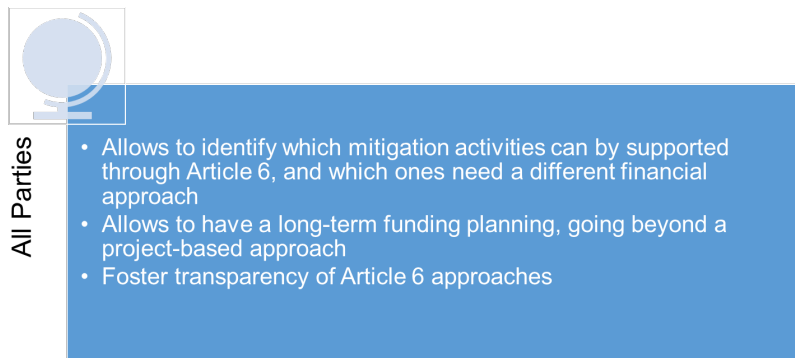 All Parties
• Allows to identify which mitigation activities can by supported
through Article 6, and which ones need a different financial
approach
• Allows to have a long-term funding planning, going beyond a
project-based approach
• Foster transparency of Article 6 approaches